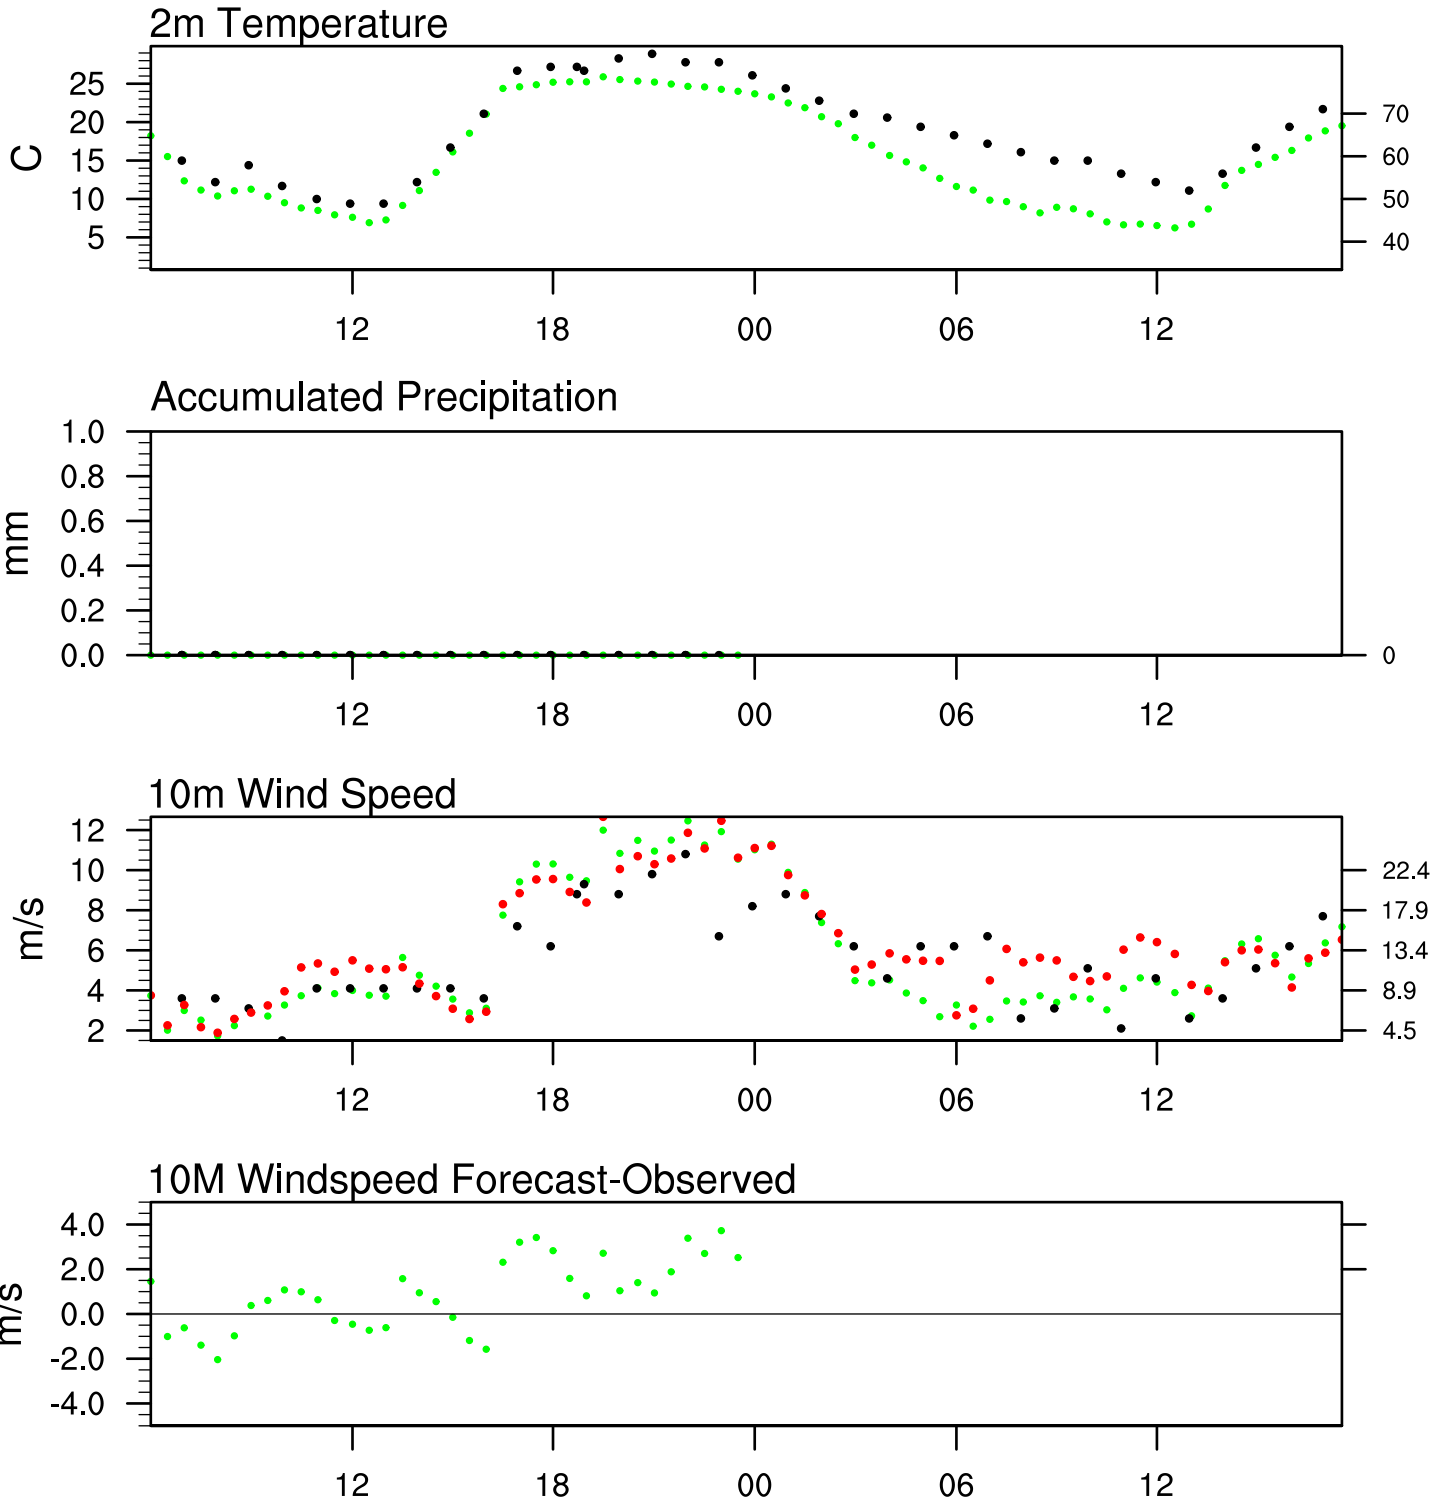 2m Temperature
25
20
15
10
5
C
70
60
50
40
12 18 00 06 12
Accumulated Precipitation
1.0
0.8
0.6
0.4
0.2
0.0
mm
0
12 18 00 06 12
10m Wind Speed
12
10
8
6
4
2
m/s
22.4
17.9
13.4
8.9
4.5
12 18 00 06 12
10M Windspeed Forecast-Observed
4.0
2.0
0.0
-2.0
-4.0
m/s
12 18 00 06 12